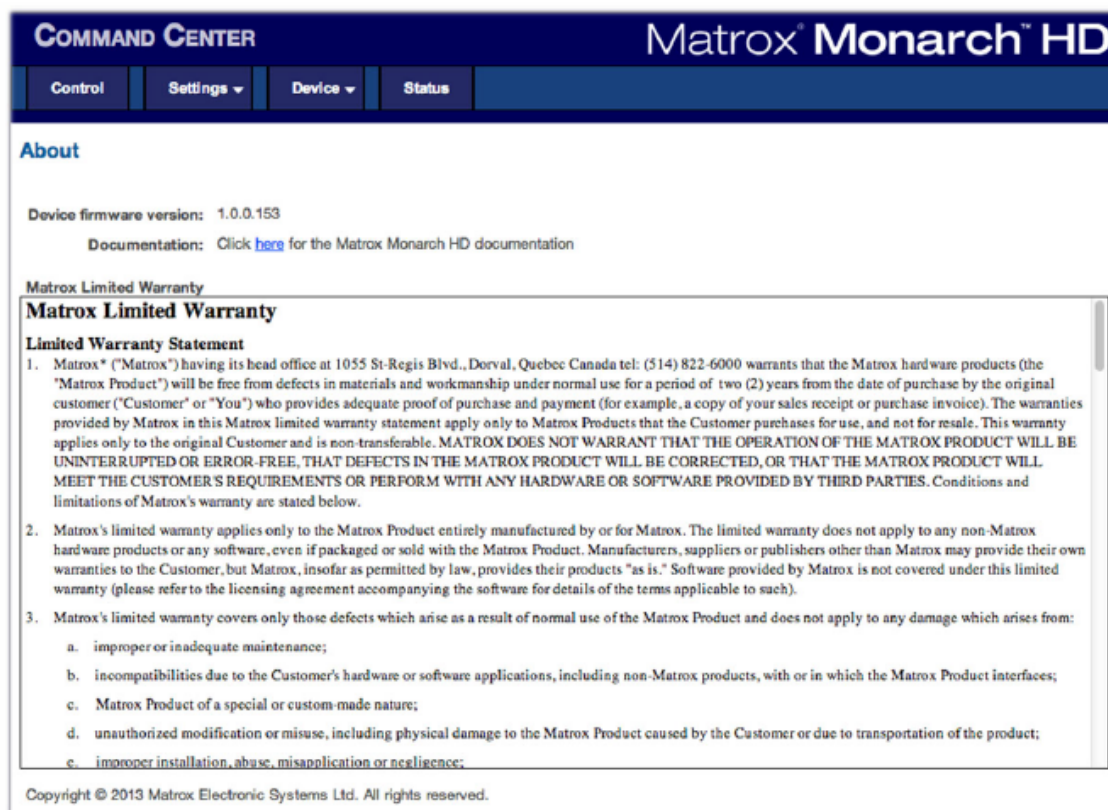 COMMAND CENTER
Matrox® Monarch™ HD
Control Settings Device Status
About
Device firmware version: 1.0.0.153
Documentation: Click here for the Matrox Monarch HD documentation
Matrox Limited Warranty
Matrox Limited Warranty
Limited Warranty Statement
1. Matrox* ("Matrox") having its head office at 1055 St-Regis Blvd., Dorval, Quebec Canada tel: (514) 822-6000 warrants that the Matrox hardware products (the
"Matrox Product") will be free from defects in materials and workmanship under normal use for a period of two (2) years from the date of purchase by the original
customer ("Customer" or "You") who provides adequate proof of purchase and payment (for example, a copy of your sales receipt or purchase invoice). The warranties
provided by Matrox in this Matrox limited warranty statement apply only to Matrox Products that the Customer purchases for use, and not for resale. This warranty
applies only to the original Customer and is non-transferable. MATROX DOES NOT WARRANT THAT THE OPERATION OF THE MATROX PRODUCT WILL BE
UNINTERRUPTED OR ERROR-FREE, THAT DEFECTS IN THE MATROX PRODUCT WILL BE CORRECTED, OR THAT THE MATROX PRODUCT WILL
MEET THE CUSTOMER'S REQUIREMENTS OR PERFORM WITH ANY HARDWARE OR SOFTWARE PROVIDED BY THIRD PARTIES. Conditions and
limitations of Matrox's warranty are stated below.
2. Matrox's limited warranty applies only to the Matrox Product entirely manufactured by or for Matrox. The limited warranty does not apply to any non-Matrox
hardware products or any software, even if packaged or sold with the Matrox Product. Manufacturers, suppliers or publishers other than Matrox may provide their own
warranties to the Customer, but Matrox, insofar as permitted by law, provides their products "as is." Software provided by Matrox is not covered under this limited
warranty (please refer to the licensing agreement accompanying the software for details of the terms applicable to such).
3. Matrox's limited warranty covers only those defects which arise as a result of normal use of the Matrox Product and does not apply to any damage which arises from:
a. improper or inadequate maintenance;
b. incompatibilities due to the Customer's hardware or software applications, including non-Matrox products, with or in which the Matrox Product interfaces;
c. Matrox Product of a special or custom-made nature;
d. unauthorized modification or misuse, including physical damage to the Matrox Product caused by the Customer or due to transportation of the product;
e. improper installation, abuse, misapplication or negligence;
Copyright © 2013 Matrox Electronic Systems Ltd. All rights reserved.